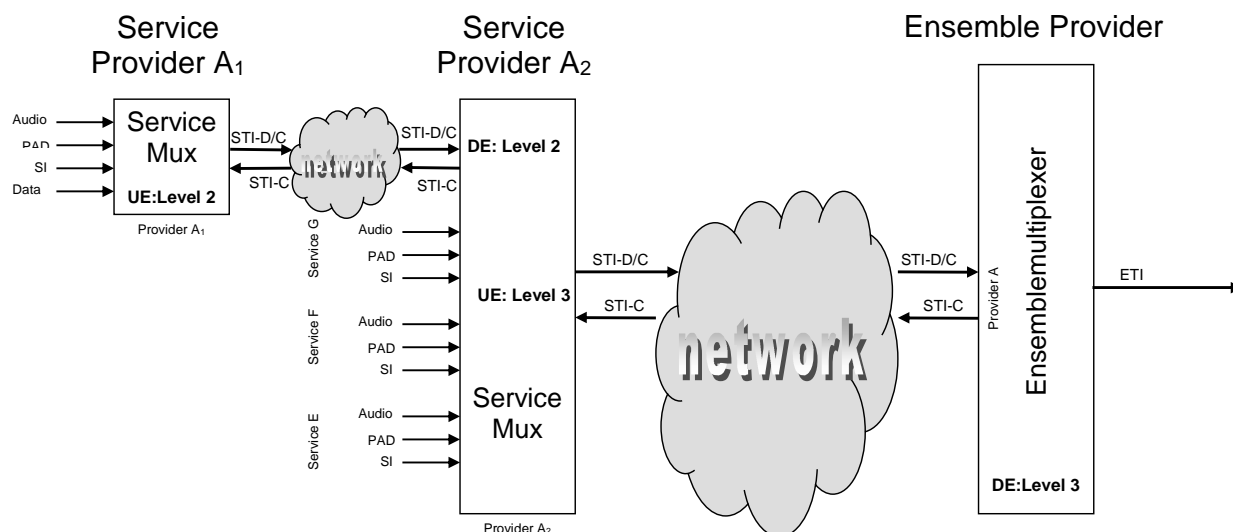 Service
Provider A₁
Service
Provider A₂
Ensemble Provider
Audio
PAD
SI
Data
Service
Mux
UE:Level 2
Provider A₁
STI-D/C
STI-C
network
STI-D/C
STI-C
DE: Level 2
Service G
Audio
PAD
SI
UE: Level 3
Service F
Audio
PAD
SI
Service E
Audio
PAD
SI
Service
Mux
Provider A₂
STI-D/C
STI-C
network
STI-D/C
STI-C
Provider A
Ensemblemultiplexer
DE:Level 3
ETI